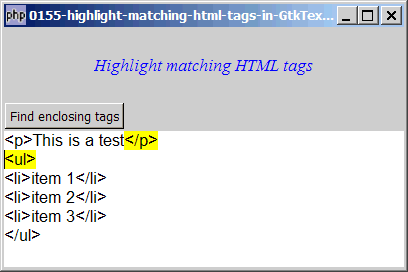 php 0155-highlight-matching-html-tags-in-GtkTex...
Highlight matching HTML tags
Find enclosing tags
<p>This is a test</p>
<ul>
<li>item 1</li>
<li>item 2</li>
<li>item 3</li>
</ul>